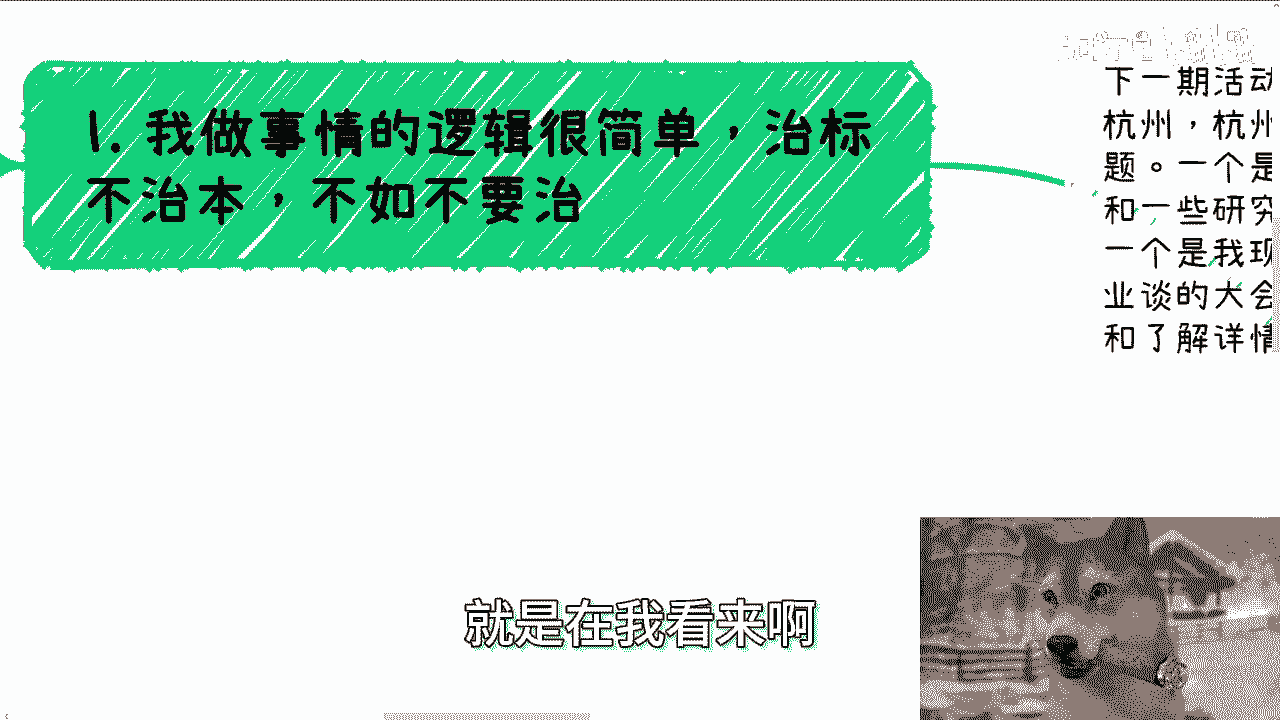 1. 我做事情的逻辑很简单，治标
不治本，不如不要治
下一期活动
杭州，杭州
题。一个是
和一些研究
一个是我现
业谈的大会
和了解详情
就是在我看来啊